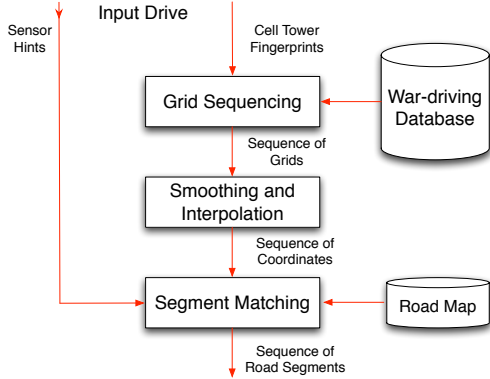 Input Drive
Sensor
Hints
Cell Tower
Fingerprints
Grid Sequencing
War-driving
Database
Sequence of
Grids
Smoothing and
Interpolation
Sequence of
Coordinates
Segment Matching
Road Map
Sequence of
Road Segments